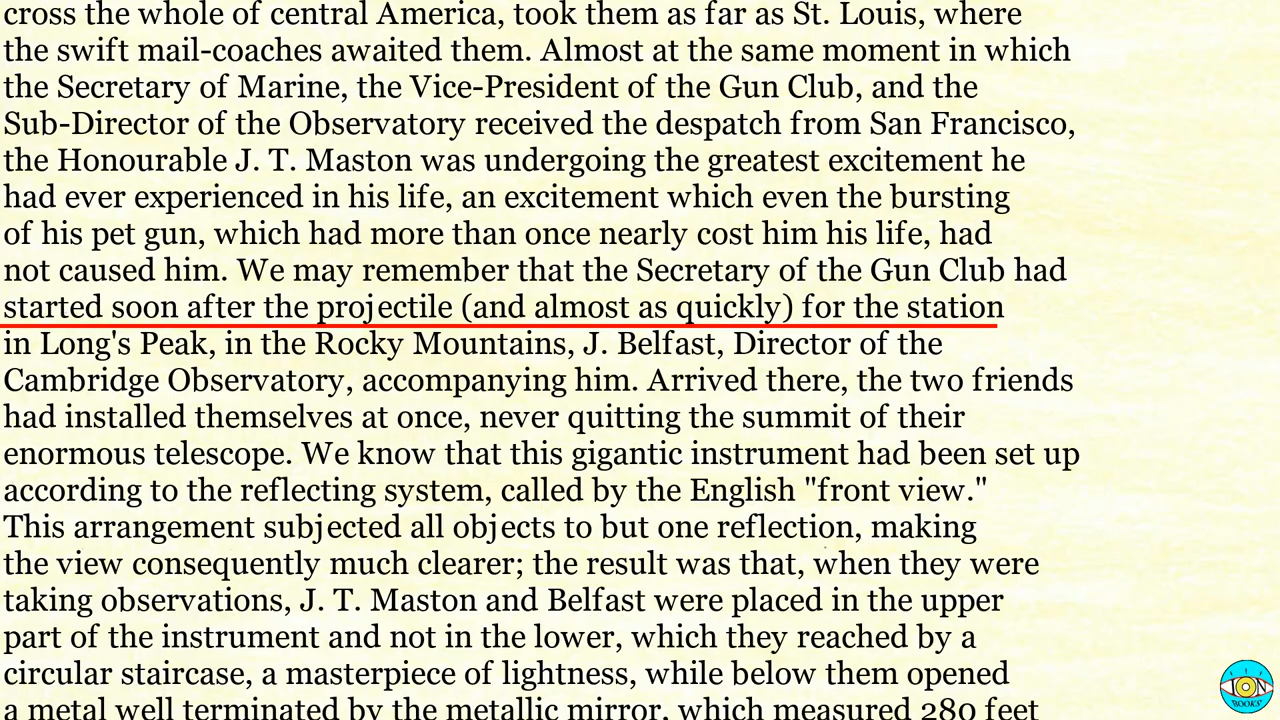 cross the whole of central America, took them as far as St. Louis, where
the swift mail-coaches awaited them. Almost at the same moment in which
the Secretary of Marine, the Vice-President of the Gun Club, and the
Sub-Director of the Observatory received the despatch from San Francisco,
the Honourable J. T. Maston was undergoing the greatest excitement he
had ever experienced in his life, an excitement which even the bursting
of his pet gun, which had more than once nearly cost him his life, had
not caused him. We may remember that the Secretary of the Gun Club had
started soon after the projectile (and almost as quickly) for the station
in Long's Peak, in the Rocky Mountains, J. Belfast, Director of the
Cambridge Observatory, accompanying him. Arrived there, the two friends
had installed themselves at once, never quitting the summit of their
enormous telescope. We know that this gigantic instrument had been set up
according to the reflecting system, called by the English "front view."
This arrangement subjected all objects to but one reflection, making
the view consequently much clearer; the result was that, when they were
taking observations, J. T. Maston and Belfast were placed in the upper
part of the instrument and not in the lower, which they reached by a
circular staircase, a masterpiece of lightness, while below them opened
a metal well terminated by the metallic mirror, which measured 280 feet
ION
BOOKS